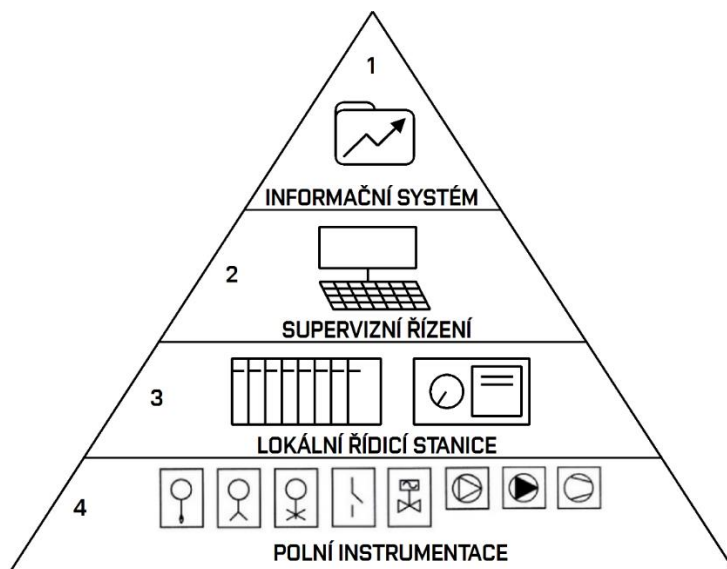 1
INFORMAČNÍ SYSTÉM
2
SUPERVIZNÍ ŘÍZENÍ
3
LOKÁLNÍ ŘÍDICÍ STANICE
4
POLNÍ INSTRUMENTACE